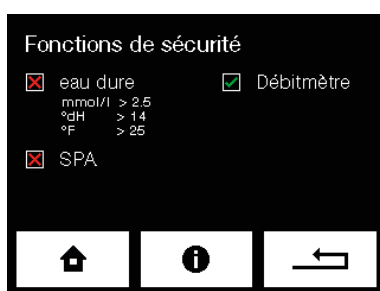 Fonctions de sécurité
eau dure
mmol/l > 2.5
°dH > 14
°F > 25
Débitmètre
SPA